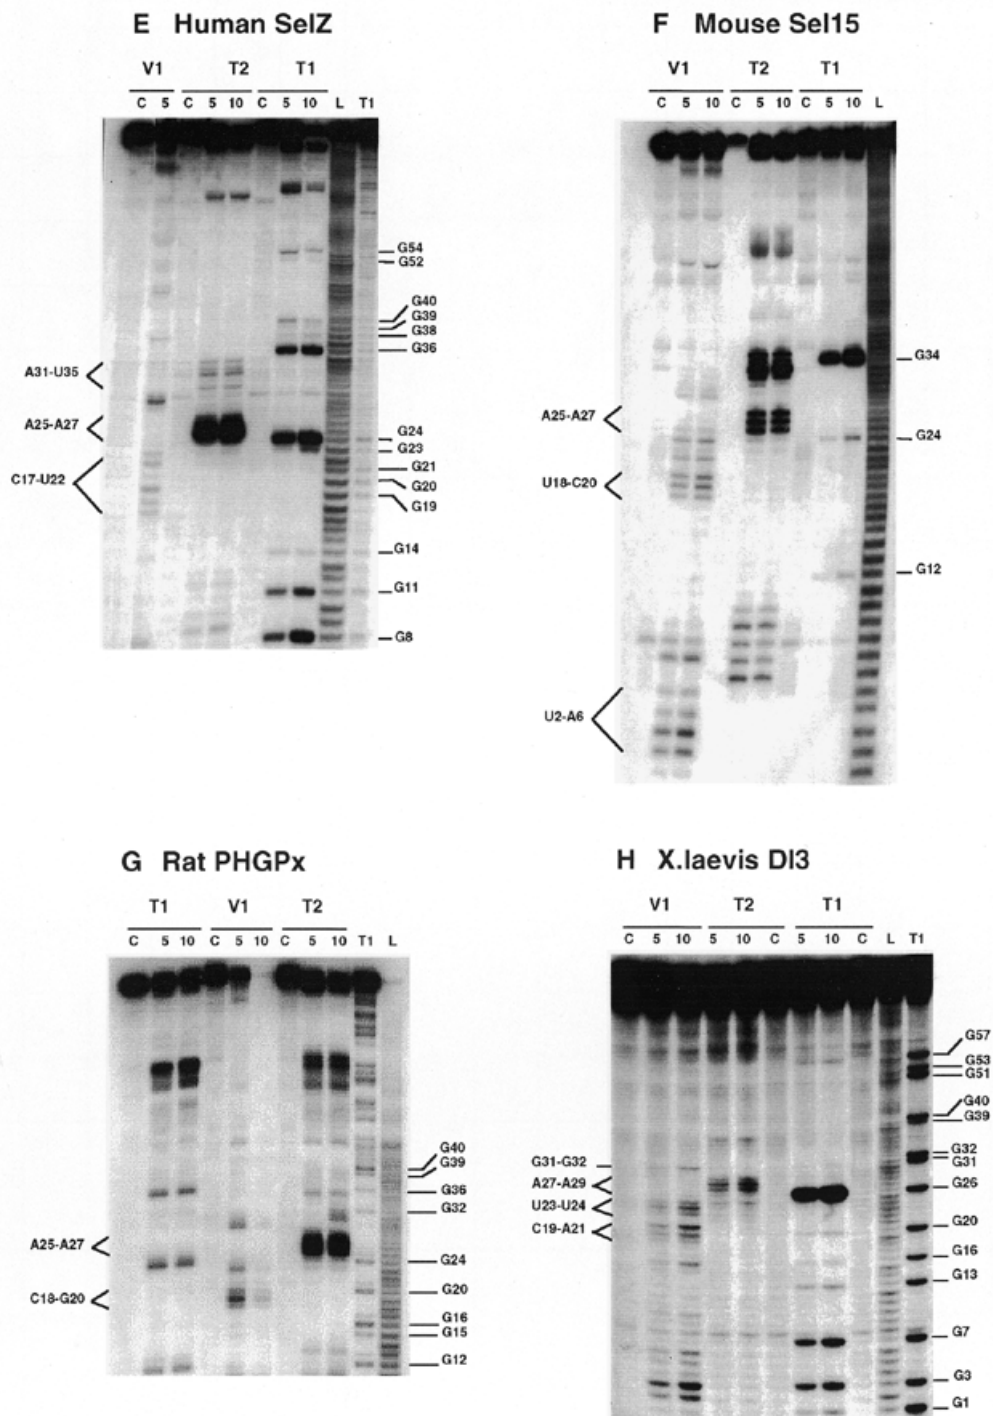 E Human SelZ
V1 T2 T1
C 5 C 5 10 C 5 10 L T1
G54
G52
G40
G39
G38
G36
G24
G23
G21
G20
G19
G14
G11
G8
A31-U35
A25-A27
C17-U22
F Mouse Sel15
V1 T2 T1
C 5 10 C 5 10 C 5 10 L
G34
G24
G12
A25-A27
U18-C20
U2-A6
G Rat PHGPx
T1 V1 T2
C 5 10 C 5 10 C 5 10 T1 L
G40
G39
G36
G32
G24
G20
G16
G15
G12
A25-A27
C18-G20
H X.laevis DI3
V1 T2 T1
C 5 10 5 10 C 5 10 C L T1
G57
G53
G51
G40
G39
G32
G31
G26
G20
G16
G13
G7
G3
G1
G31-G32
A27-A29
U23-U24
C19-A21